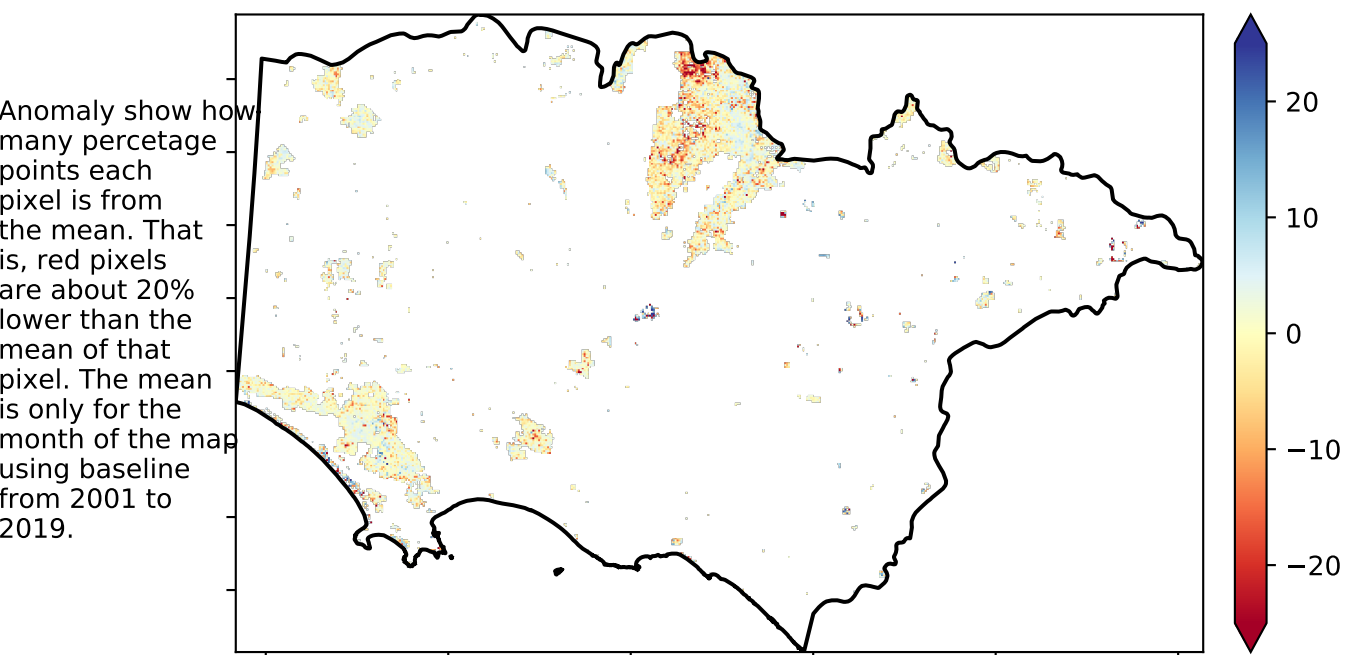 Anomaly show how
many percetage
points each
pixel is from
the mean. That
is, red pixels
are about 20%
lower than the
mean of that
pixel. The mean
is only for the
month of the map
using baseline
from 2001 to
2019.
20
10
0
−10
−20